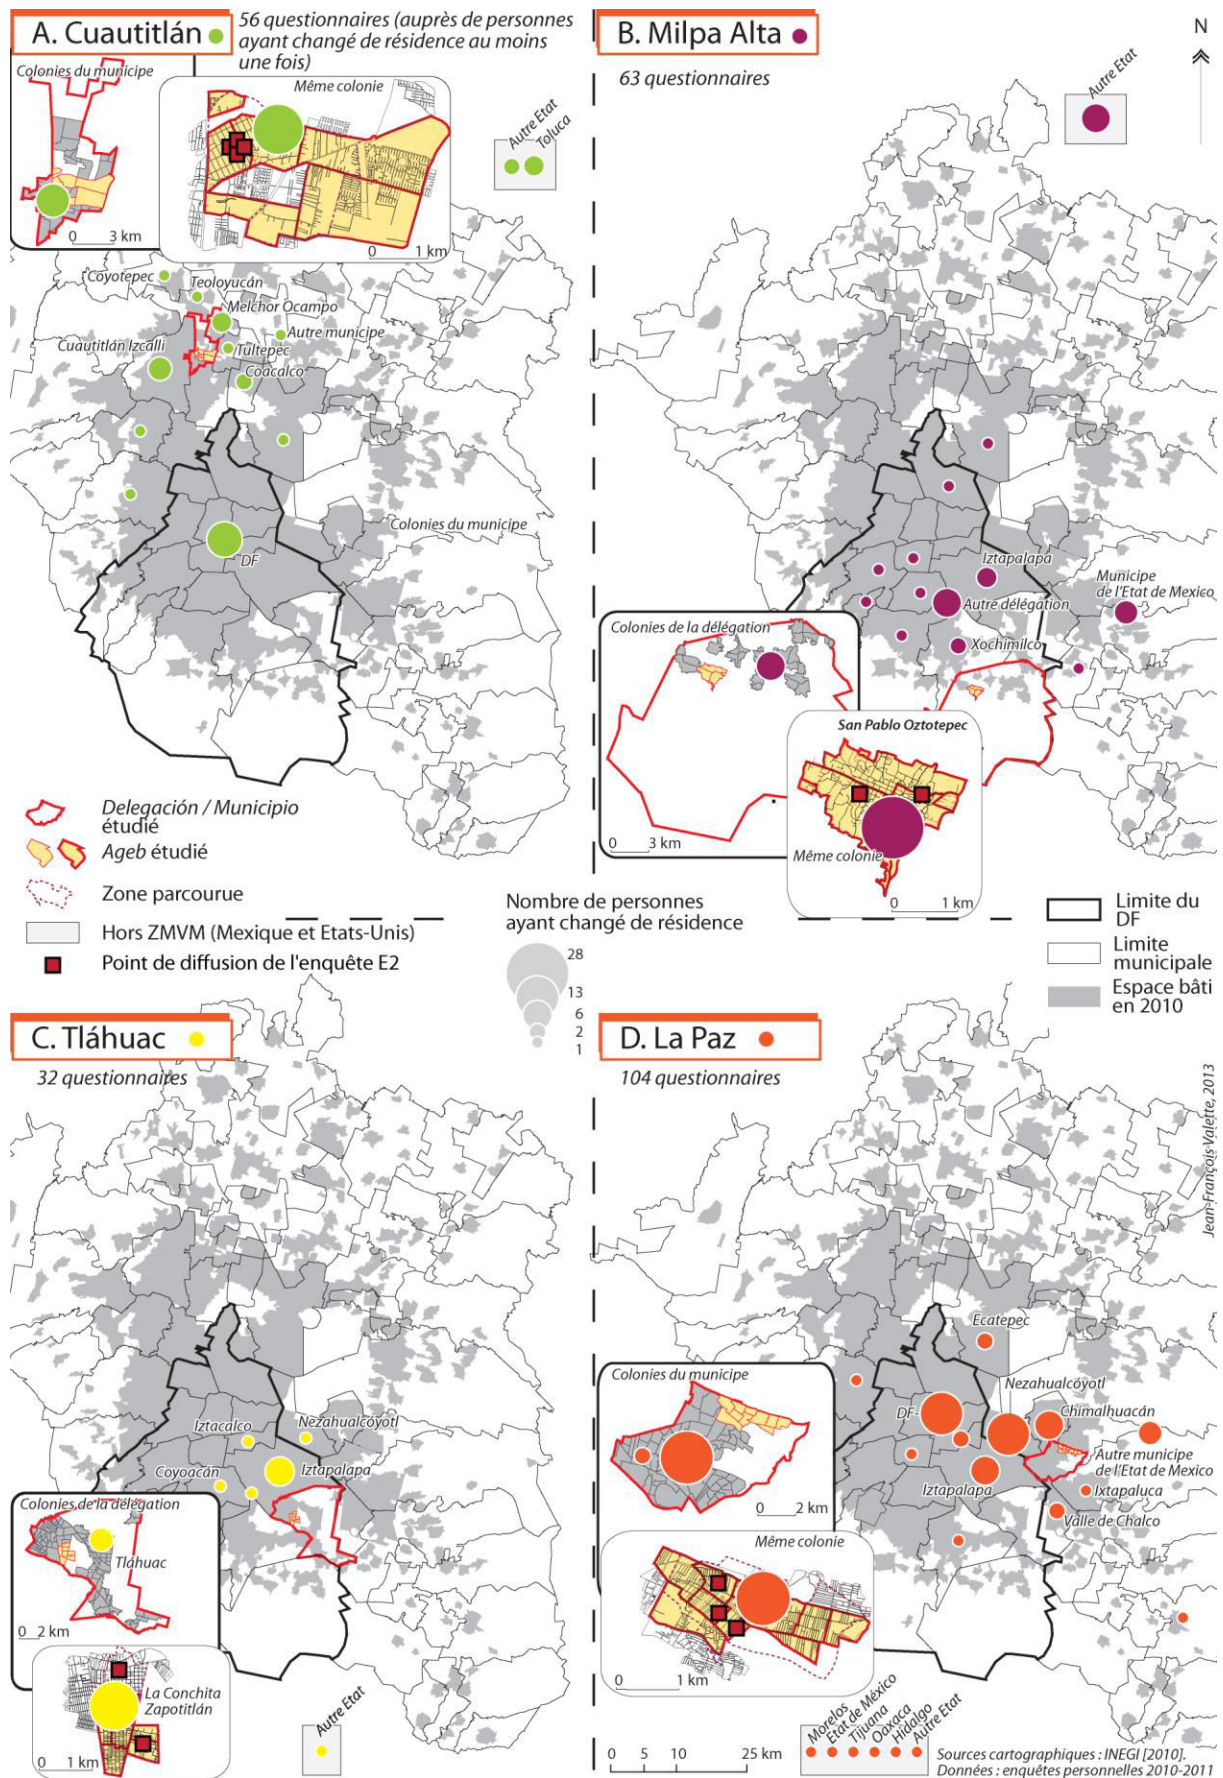 A. Cuautitlán
56 questionnaires (auprès de personnes
ayant changé de résidence au moins
une fois)
Colonies du municipe
0 3 km
Même colonie
0 1 km
Autre Etat
Toluca
Coyotepec
Teoloyucán
Melchor Ocampo
Autre municipe
Tultepec
Cuautitlán Izcalli
Coacalco
Colonies du municipe
DF
B. Milpa Alta
63 questionnaires
Autre Etat
N
Iztapalapa
Municipe
de l'Etat de Mexico
Autre délégation
Xochimilco
Colonies de la délégation
0 3 km
San Pablo Oztotepec
Même colonie
0 1 km
Delegación / Municipio
étudié
Ageb étudié
Zone parcourue
Hors ZMVM (Mexique et Etats-Unis)
Point de diffusion de l'enquête E2
Nombre de personnes
ayant changé de résidence
28
13
6
2
1
Limite du
DF
Limite
municipale
Espace bâti
en 2010
C. Tláhuac
32 questionnaires
Iztacalco
Nezahualcóyotl
Coyoacán
Iztapalapa
Colonies de la délégation
Tláhuac
0 2 km
La Conchita
Zapotitlán
0 1 km
Autre Etat
D. La Paz
104 questionnaires
Jean-François Valette, 2013
Ecatepec
Colonies du municipe
Nezahualcóyotl
DF
Chimalhuacán
Autre municipe
de l'Etat de Mexico
Iztapalapa
Ixtapaluca
Valle de Chalco
0 2 km
Même colonie
0 1 km
Morelos
Etat de México
Tijuana
Oaxaca
Hidalgo
Autre Etat
0 5 10 25 km
Sources cartographiques : INEGI [2010].
Données : enquêtes personnelles 2010-2011